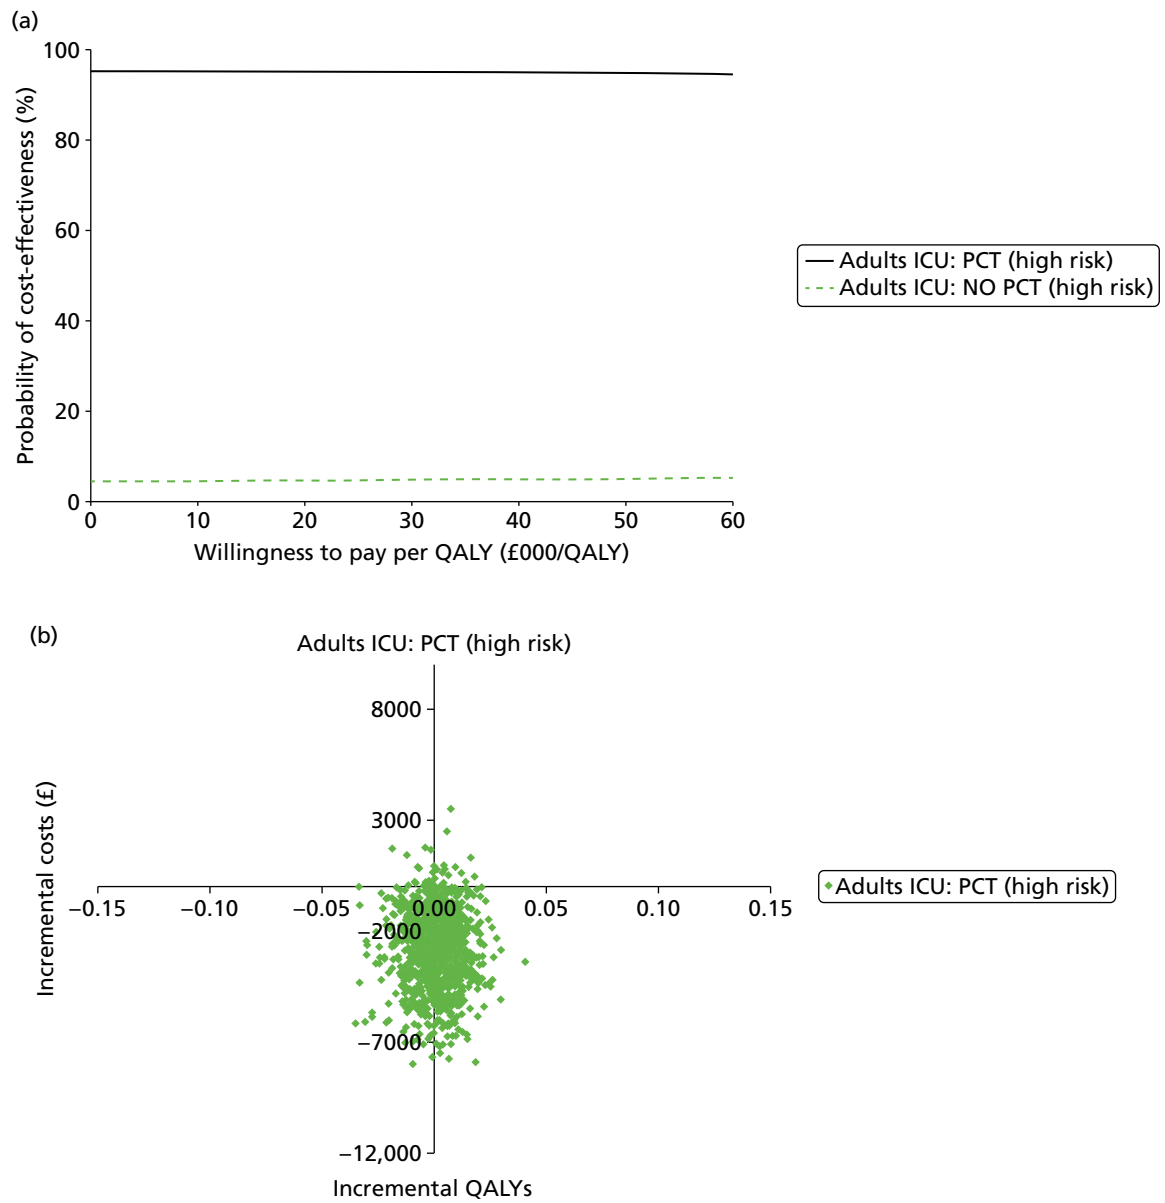 (a)
100
80
60
40
20
0
Probability of cost-effectiveness (%)
0 10 20 30 40 50 60
Willingness to pay per QALY (£000/QALY)
Adults ICU: PCT (high risk)
Adults ICU: NO PCT (high risk)
(b)
Adults ICU: PCT (high risk)
8000
3000
−2000
−7000
−12,000
Incremental costs (£)
−0.15 −0.10 −0.05 0.00 0.05 0.10 0.15
Incremental QALYs
Adults ICU: PCT (high risk)